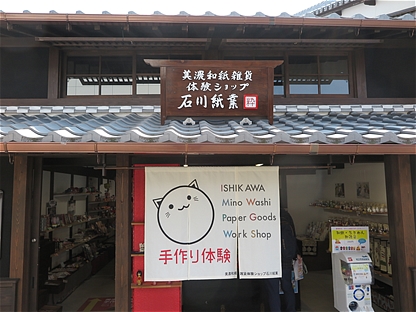 美濃和紙雑貨
体験ショップ
石川紙業
ISHIKAWA
Mino Washi
Paper Goods
Work Shop
手作り体験